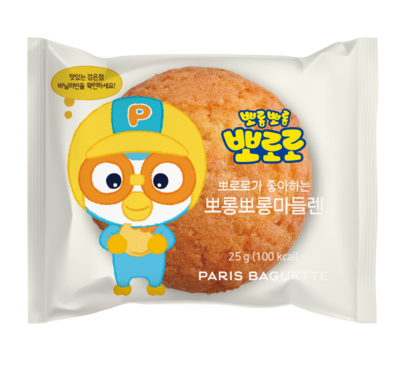 맛있는 검은점
바닐라빈을 확인하세요!
P
뽀롱뽀롱
뽀로로
뽀로로가 좋아하는
뽀롱뽀롱마들렌
25 g (100 kcal)
PARIS BAGUETTE